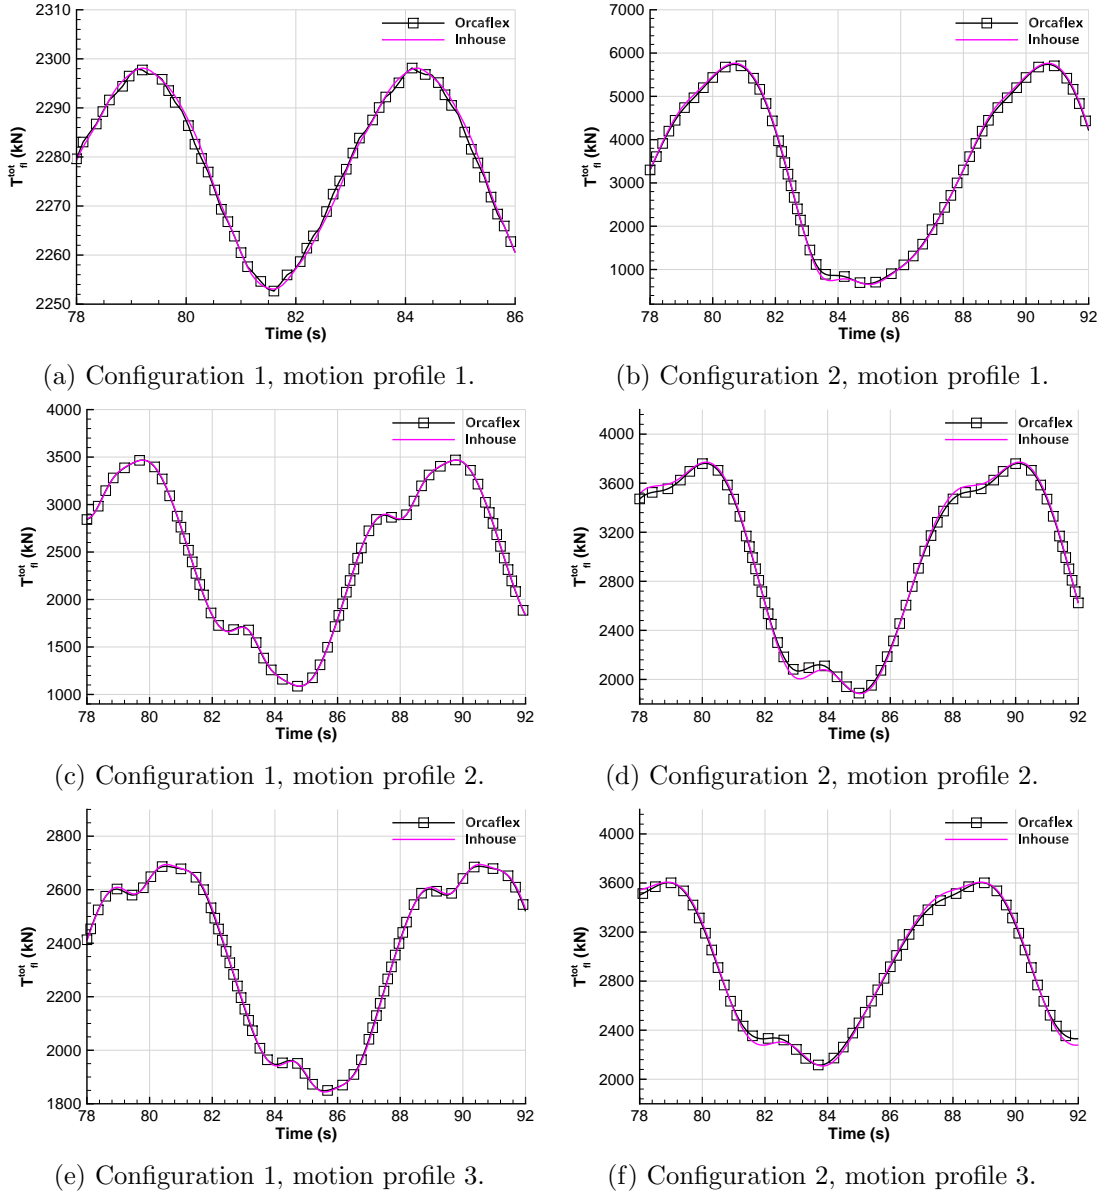 2310
2300
2290
2280
2270
2260
2250
T^tot_fl (kN)
Orcaflex
Inhouse
78 80 82 84 86
Time (s)
(a) Configuration 1, motion profile 1.
7000
6000
5000
4000
3000
2000
1000
T^tot_fl (kN)
Orcaflex
Inhouse
78 80 82 84 86 88 90 92
Time (s)
(b) Configuration 2, motion profile 1.
4000
3500
3000
2500
2000
1500
1000
T^tot_fl (kN)
Orcaflex
Inhouse
78 80 82 84 86 88 90 92
Time (s)
(c) Configuration 1, motion profile 2.
4000
3600
3200
2800
2400
2000
T^tot_fl (kN)
Orcaflex
Inhouse
78 80 82 84 86 88 90 92
Time (s)
(d) Configuration 2, motion profile 2.
2800
2600
2400
2200
2000
1800
T^tot_fl (kN)
Orcaflex
Inhouse
78 80 82 84 86 88 90 92
Time (s)
(e) Configuration 1, motion profile 3.
4000
3600
3200
2800
2400
2000
T^tot_fl (kN)
Orcaflex
Inhouse
78 80 82 84 86 88 90 92
Time (s)
(f) Configuration 2, motion profile 3.